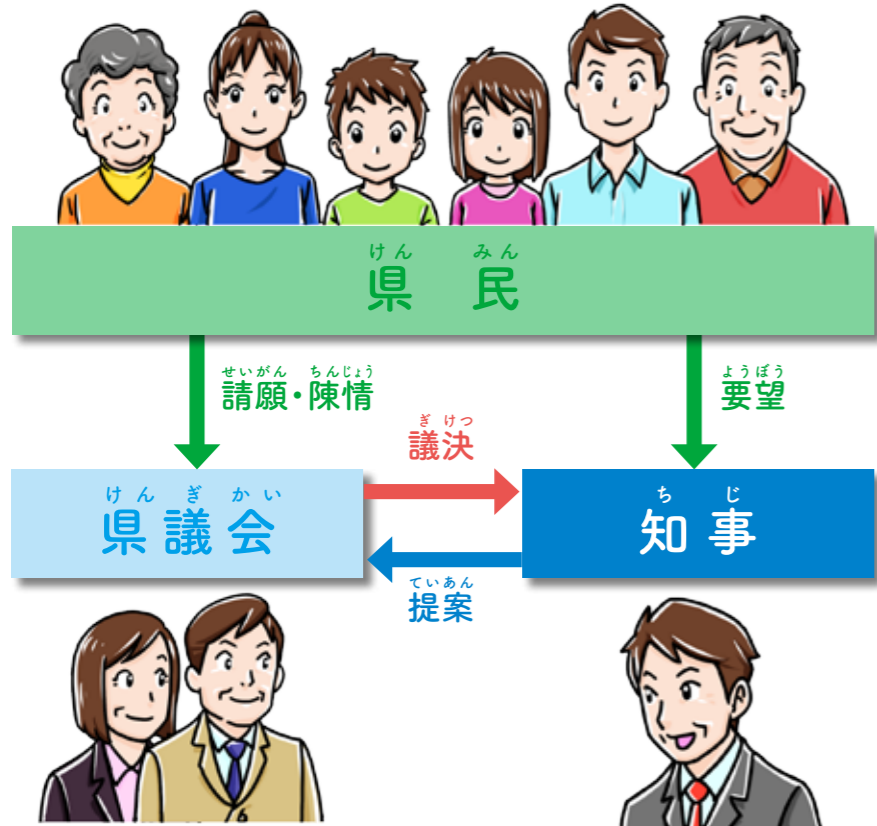 けん みん
県 民
せいがん ちんじょう
請願・陳情
ようぼう
要望
ぎ けつ
議決
けん ぎ かい
県議会
ち じ
知事
ていあん
提案